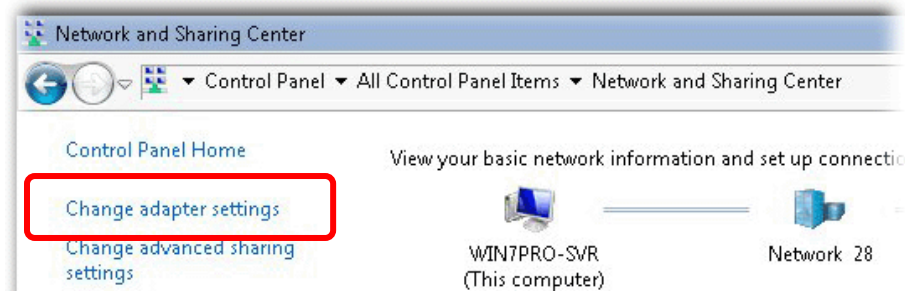 Network and Sharing Center
Control Panel All Control Panel Items Network and Sharing Center
Control Panel Home
View your basic network information and set up connectio
Change adapter settings
Change advanced sharing
settings
WIN7PRO-SVR
(This computer)
Network 28